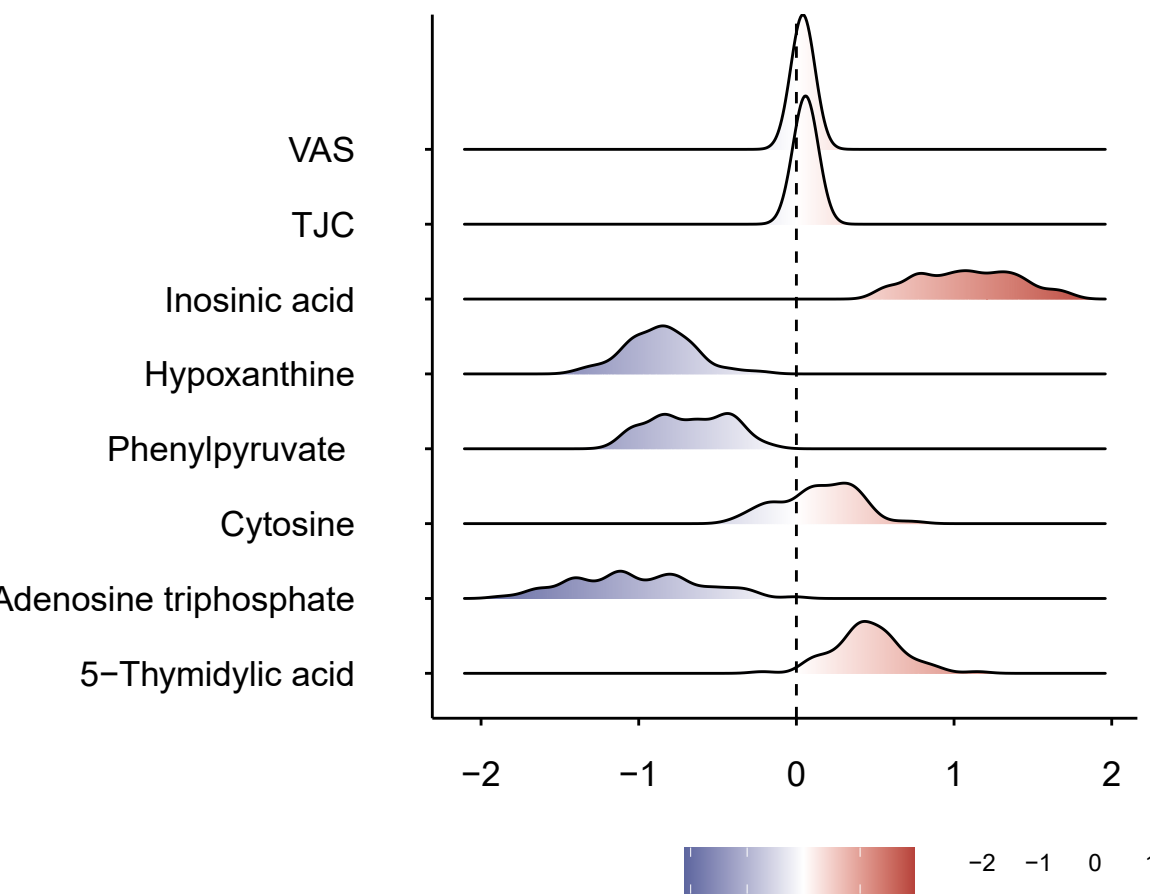 VAS
TJC
Inosinic acid
Hypoxanthine
Phenylpyruvate
Cytosine
Adenosine triphosphate
5−Thymidylic acid
−2 −1 0 1 2
−2 −1 0